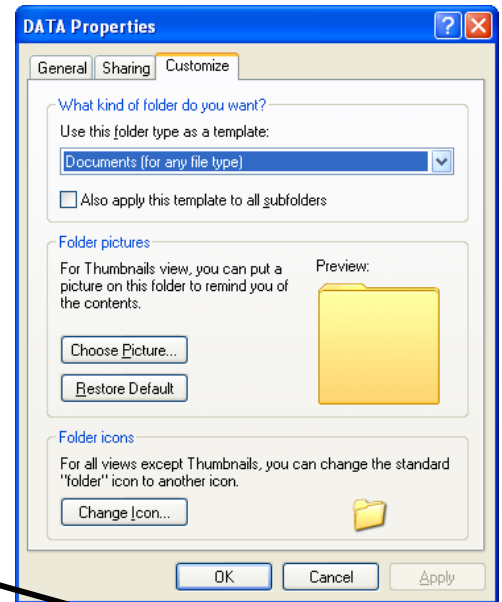 DATA Properties
General Sharing Customize
What kind of folder do you want?
Use this folder type as a template:
Documents (for any file type)
Also apply this template to all subfolders
Folder pictures
For Thumbnails view, you can put a
picture on this folder to remind you of
the contents.
Preview:
Choose Picture...
Restore Default
Folder icons
For all views except Thumbnails, you can change the standard
"folder" icon to another icon.
Change Icon...
OK Cancel Apply